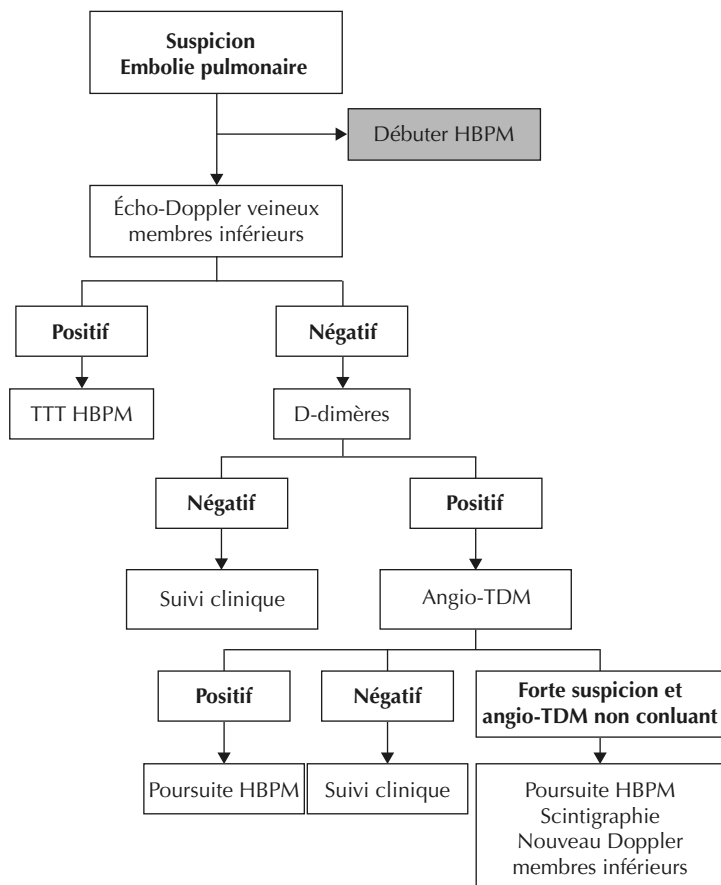 Suspicion
Embolie pulmonaire
Débuter HBPM
Écho-Doppler veineux
membres inférieurs
Positif
Négatif
TTT HBPM
D-dimères
Négatif
Positif
Suivi clinique
Angio-TDM
Positif
Négatif
Forte suspicion et
angio-TDM non conluant
Poursuite HBPM
Suivi clinique
Poursuite HBPM
Scintigraphie
Nouveau Doppler
membres inférieurs